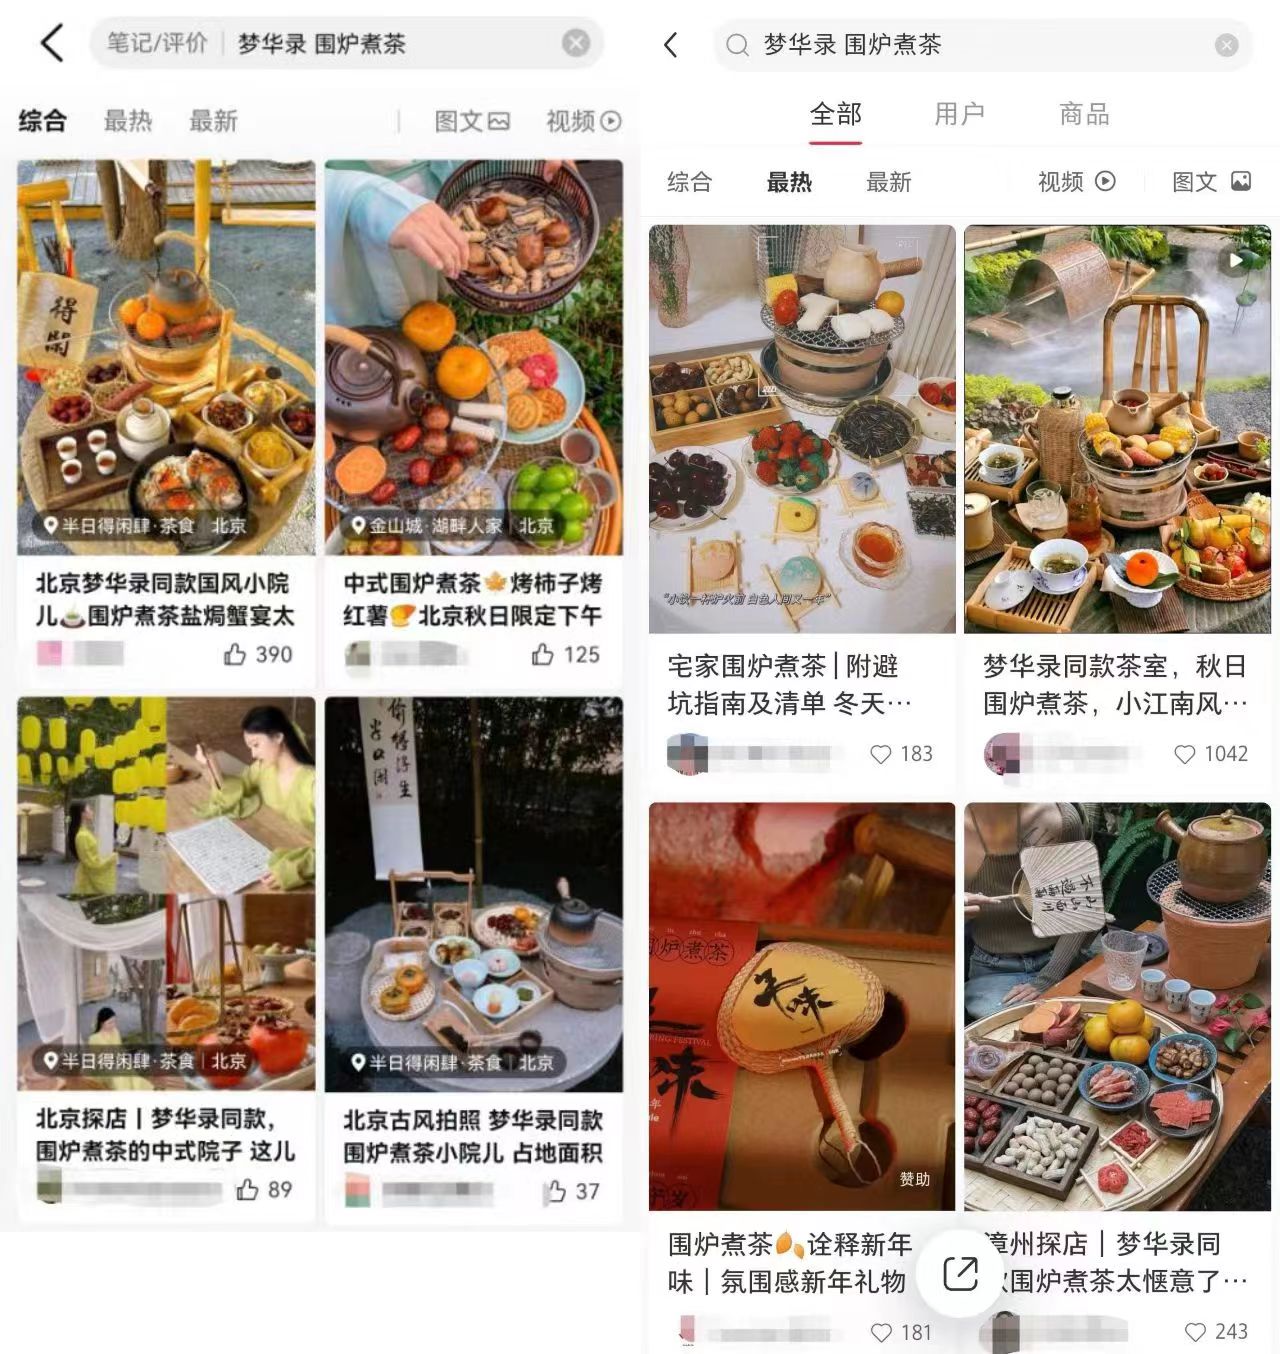 笔记/评价 梦华录 围炉煮茶
综合 最热 最新 图文 视频
得閑
半日得闲肆·茶食 北京
北京梦华录同款国风小院
儿🍵围炉煮茶盐焗蟹宴太
390
金山城·湖畔人家 北京
中式围炉煮茶🍁烤柿子烤
红薯🍠北京秋日限定下午
125
半日得闲肆·茶食 北京
北京探店丨梦华录同款,
围炉煮茶的中式院子 这儿
89
偷得浮生
半日闲
半日得闲肆·茶食 北京
北京古风拍照 梦华录同款
围炉煮茶小院儿 占地面积
37
梦华录 围炉煮茶
全部 用户 商品
综合 最热 最新 视频 图文
宅家围炉煮茶|附避
坑指南及清单 冬天…
183
梦华录同款茶室，秋日
围炉煮茶，小江南风…
1042
炉煮茶
味
赞助
围炉煮茶🍂诠释新年
味｜氛围感新年礼物
181
漳州探店｜梦华录同
围炉煮茶太惬意了…
243